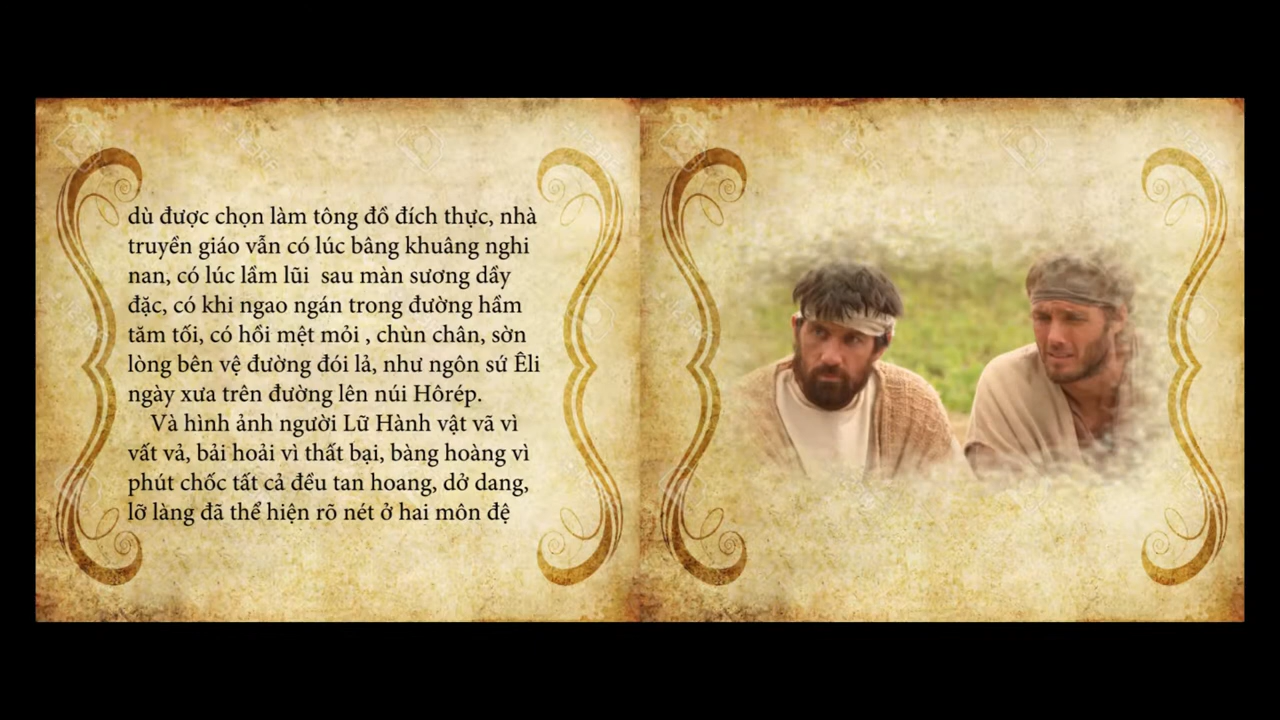 dù được chọn làm tông đồ đích thực, nhà
truyền giáo vẫn có lúc bâng khuâng nghi
nan, có lúc lầm lũi  sau màn sương dầy
đặc, có khi ngao ngán trong đường hầm
tăm tối, có hồi mệt mỏi , chùn chân, sờn
lòng bên vệ đường đói lả, như ngôn sứ Êli
ngày xưa trên đường lên núi Hôrép.
Và hình ảnh người Lữ Hành vật vã vì
vất vả, bải hoải vì thất bại, bàng hoàng vì
phút chốc tất cả đều tan hoang, dở dang,
lỡ làng đã thể hiện rõ nét ở hai môn đệ